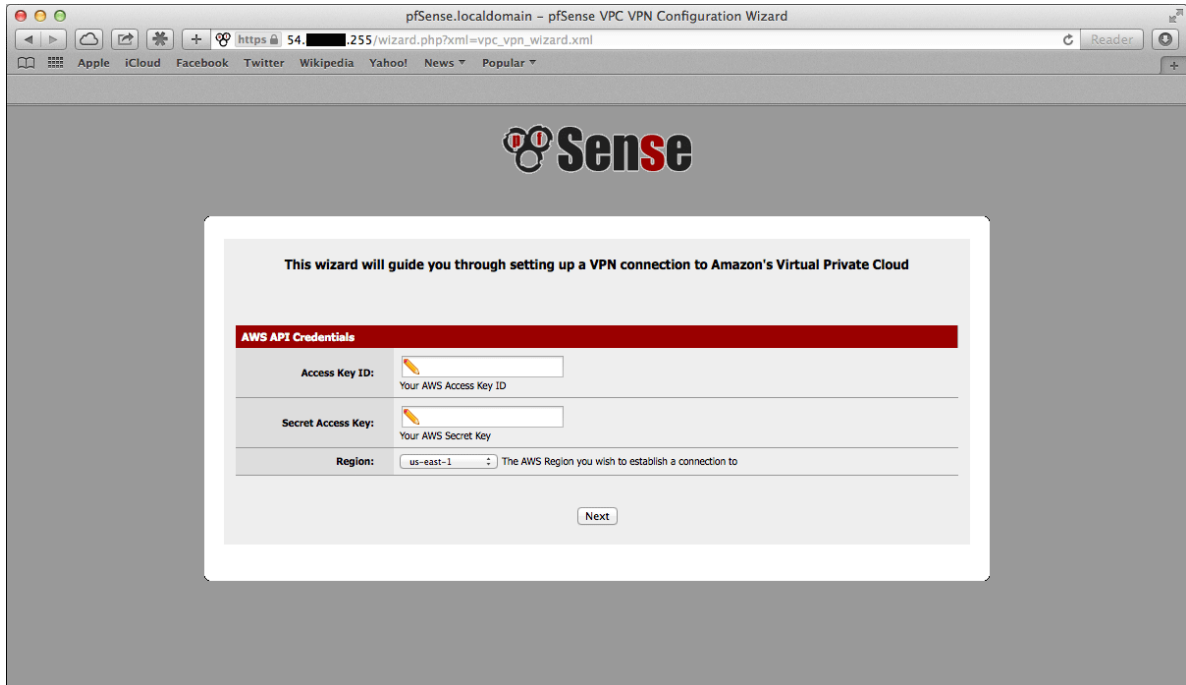 pfSense.localdomain – pfSense VPC VPN Configuration Wizard
https 54. .255/wizard.php?xml=vpc_vpn_wizard.xml
Reader
Apple iCloud Facebook Twitter Wikipedia Yahoo! News Popular
pf Sense
This wizard will guide you through setting up a VPN connection to Amazon's Virtual Private Cloud
AWS API Credentials
Access Key ID:
Your AWS Access Key ID
Secret Access Key:
Your AWS Secret Key
Region: us-east-1 The AWS Region you wish to establish a connection to
Next